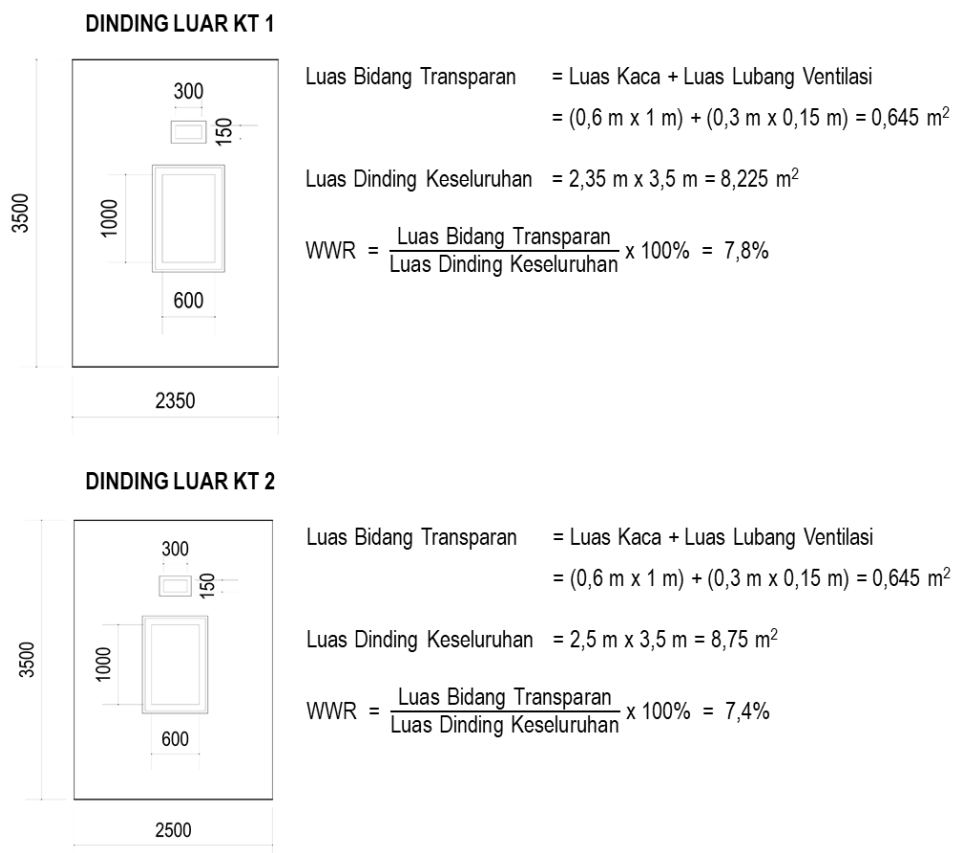 DINDING LUAR KT 1
300
150
3500
1000
600
2350
Luas Bidang Transparan = Luas Kaca + Luas Lubang Ventilasi
= (0,6 m x 1 m) + (0,3 m x 0,15 m) = 0,645 m²
Luas Dinding Keseluruhan = 2,35 m x 3,5 m = 8,225 m²
WWR = Luas Bidang Transparan / Luas Dinding Keseluruhan x 100% = 7,8%
DINDING LUAR KT 2
300
150
3500
1000
600
2500
Luas Bidang Transparan = Luas Kaca + Luas Lubang Ventilasi
= (0,6 m x 1 m) + (0,3 m x 0,15 m) = 0,645 m²
Luas Dinding Keseluruhan = 2,5 m x 3,5 m = 8,75 m²
WWR = Luas Bidang Transparan / Luas Dinding Keseluruhan x 100% = 7,4%